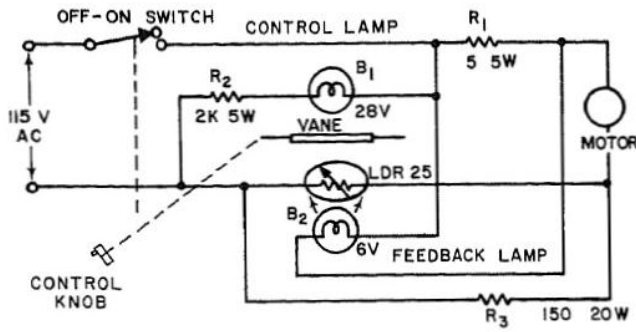 OFF-ON SWITCH
CONTROL LAMP
R1
5 5W
R2
2K 5W
B1
28V
115 V
AC
VANE
MOTOR
LDR 25
B2
6V
FEEDBACK LAMP
CONTROL
KNOB
R3
150 20W